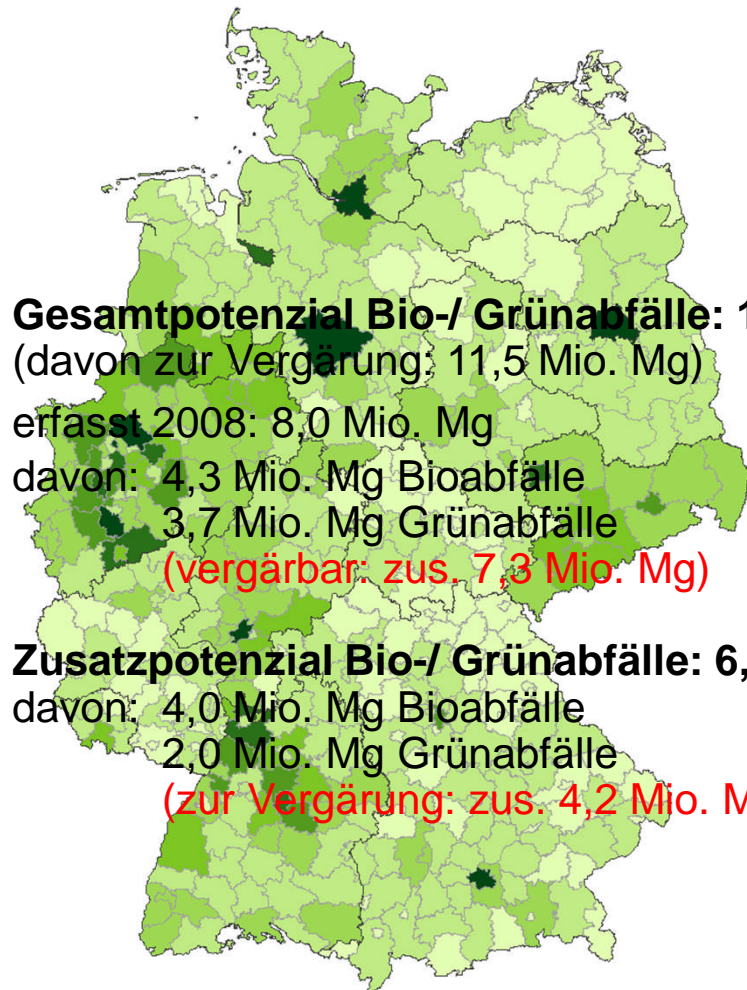 Gesamtpotenzial Bio-/ Grünabfälle: 1
(davon zur Vergärung: 11,5 Mio. Mg)
erfasst 2008: 8,0 Mio. Mg
davon: 4,3 Mio. Mg Bioabfälle
3,7 Mio. Mg Grünabfälle
(vergärbar: zus. 7,3 Mio. Mg)
Zusatzpotenzial Bio-/ Grünabfälle: 6,
davon: 4,0 Mio. Mg Bioabfälle
2,0 Mio. Mg Grünabfälle
(zur Vergärung: zus. 4,2 Mio. M